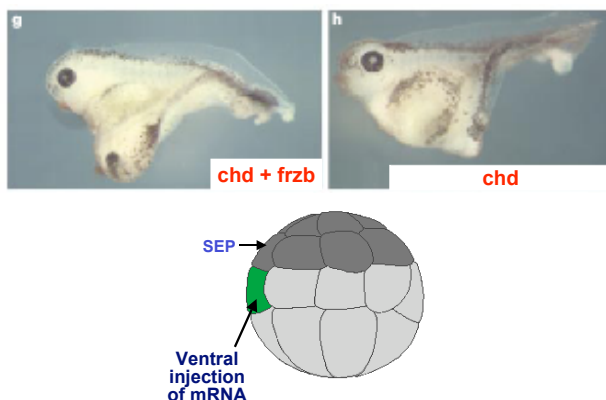 g
h
chd + frzb
chd
SEP
Ventral
injection
of mRNA